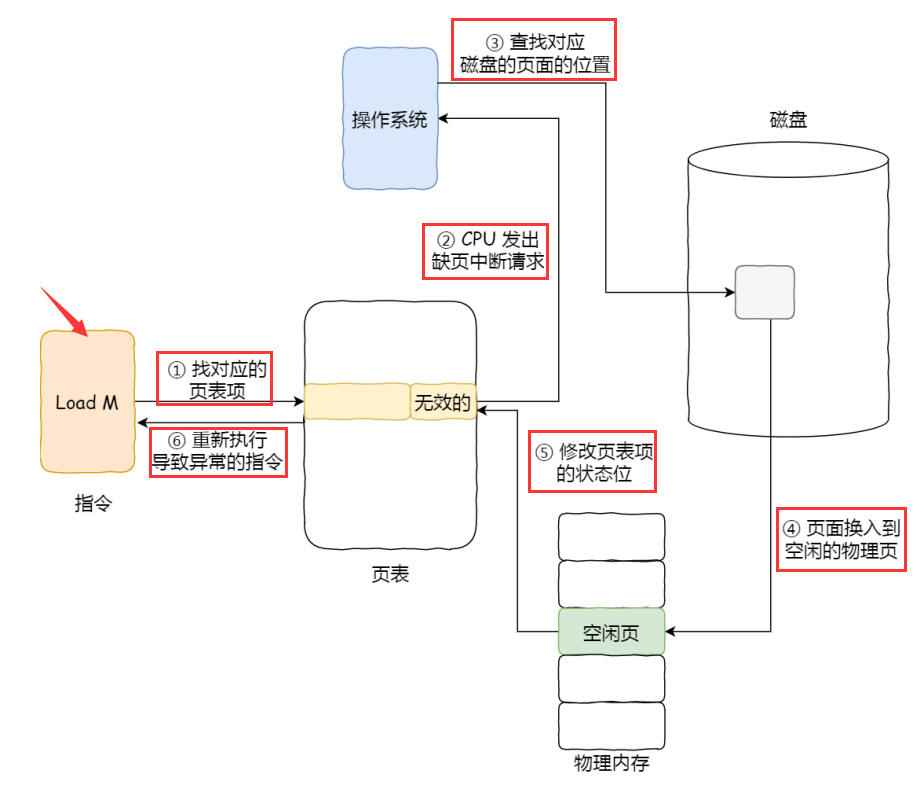 ③ 查找对应
磁盘的页面的位置
操作系统
磁盘
② CPU 发出
缺页中断请求
① 找对应的
页表项
Load M
无效的
⑥ 重新执行
导致异常的指令
⑤ 修改页表项
的状态位
指令
④ 页面换入到
空闲的物理页
页表
空闲页
物理内存